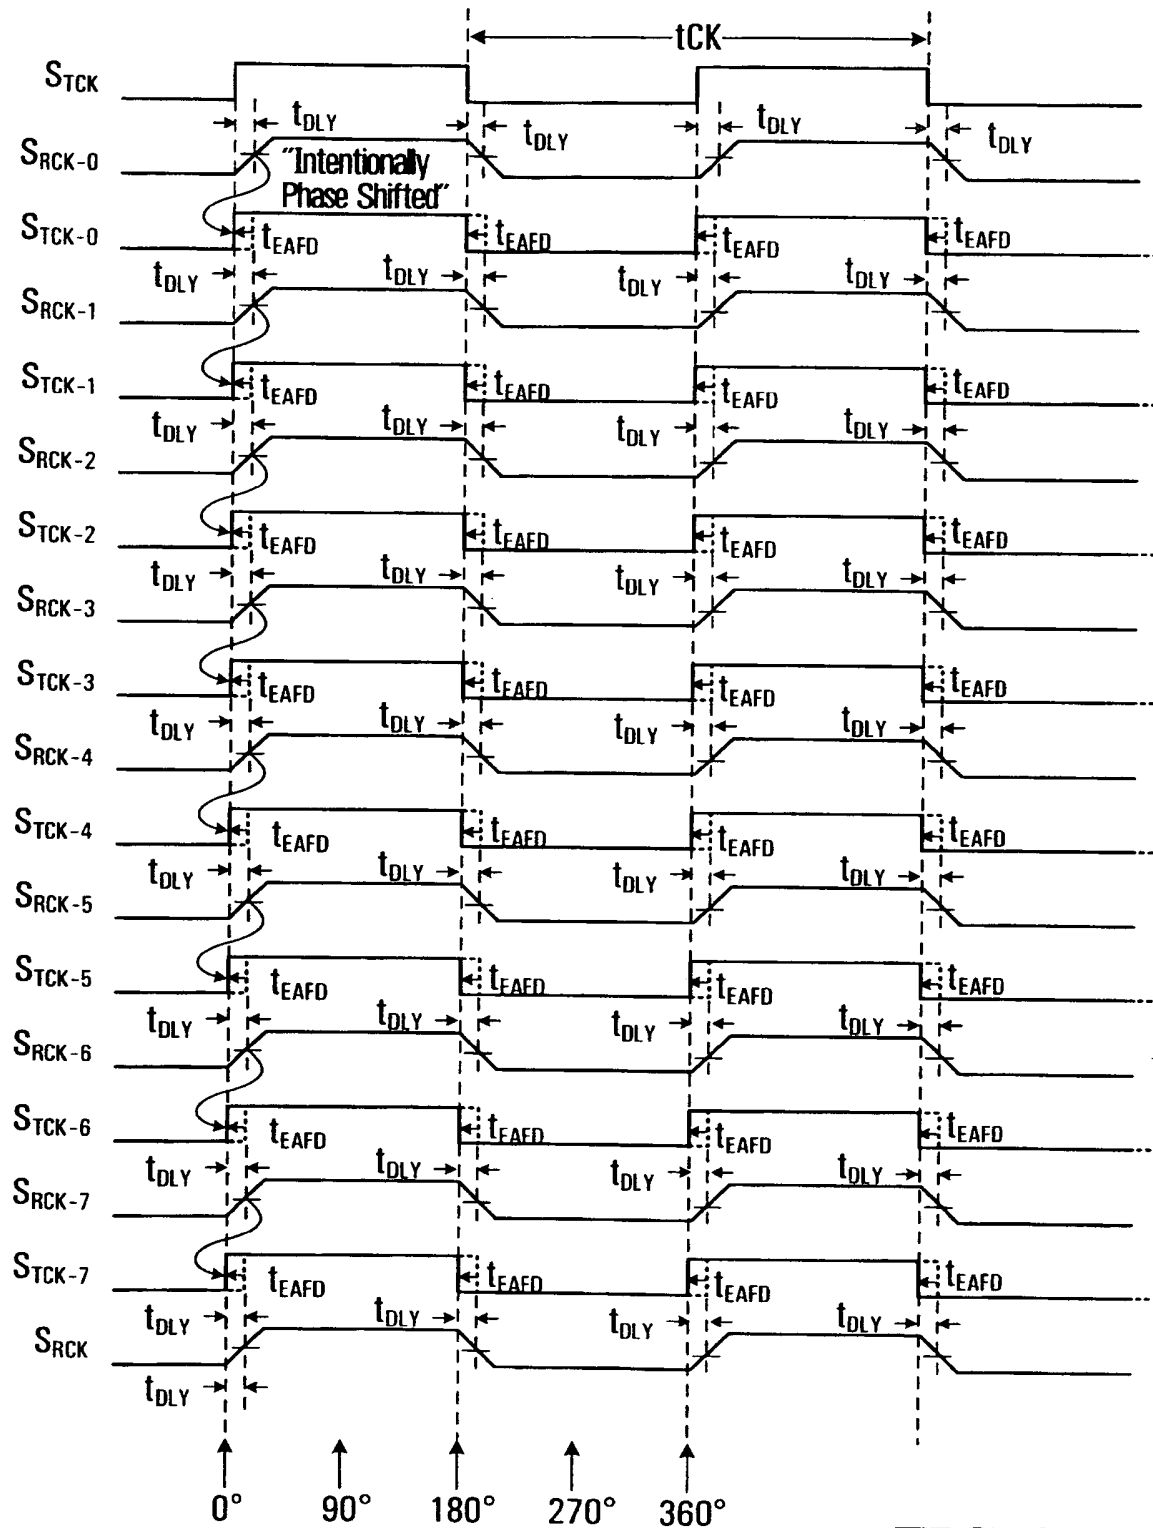 tCK
STCK
tDLY tDLY tDLY tDLY
SRCK-0
"Intentionally
Phase Shifted"
STCK-0
tEAFD tEAFD tEAFD tEAFD
tDLY tDLY tDLY tDLY
SRCK-1
STCK-1
tEAFD tEAFD tEAFD tEAFD
tDLY tDLY tDLY tDLY
SRCK-2
STCK-2
tEAFD tEAFD tEAFD tEAFD
tDLY tDLY tDLY tDLY
SRCK-3
STCK-3
tEAFD tEAFD tEAFD tEAFD
tDLY tDLY tDLY tDLY
SRCK-4
STCK-4
tEAFD tEAFD tEAFD tEAFD
tDLY tDLY tDLY tDLY
SRCK-5
STCK-5
tEAFD tEAFD tEAFD tEAFD
tDLY tDLY tDLY tDLY
SRCK-6
STCK-6
tEAFD tEAFD tEAFD tEAFD
tDLY tDLY tDLY tDLY
SRCK-7
STCK-7
tEAFD tEAFD tEAFD tEAFD
tDLY tDLY tDLY tDLY
SRCK
tDLY
0° 90° 180° 270° 360°